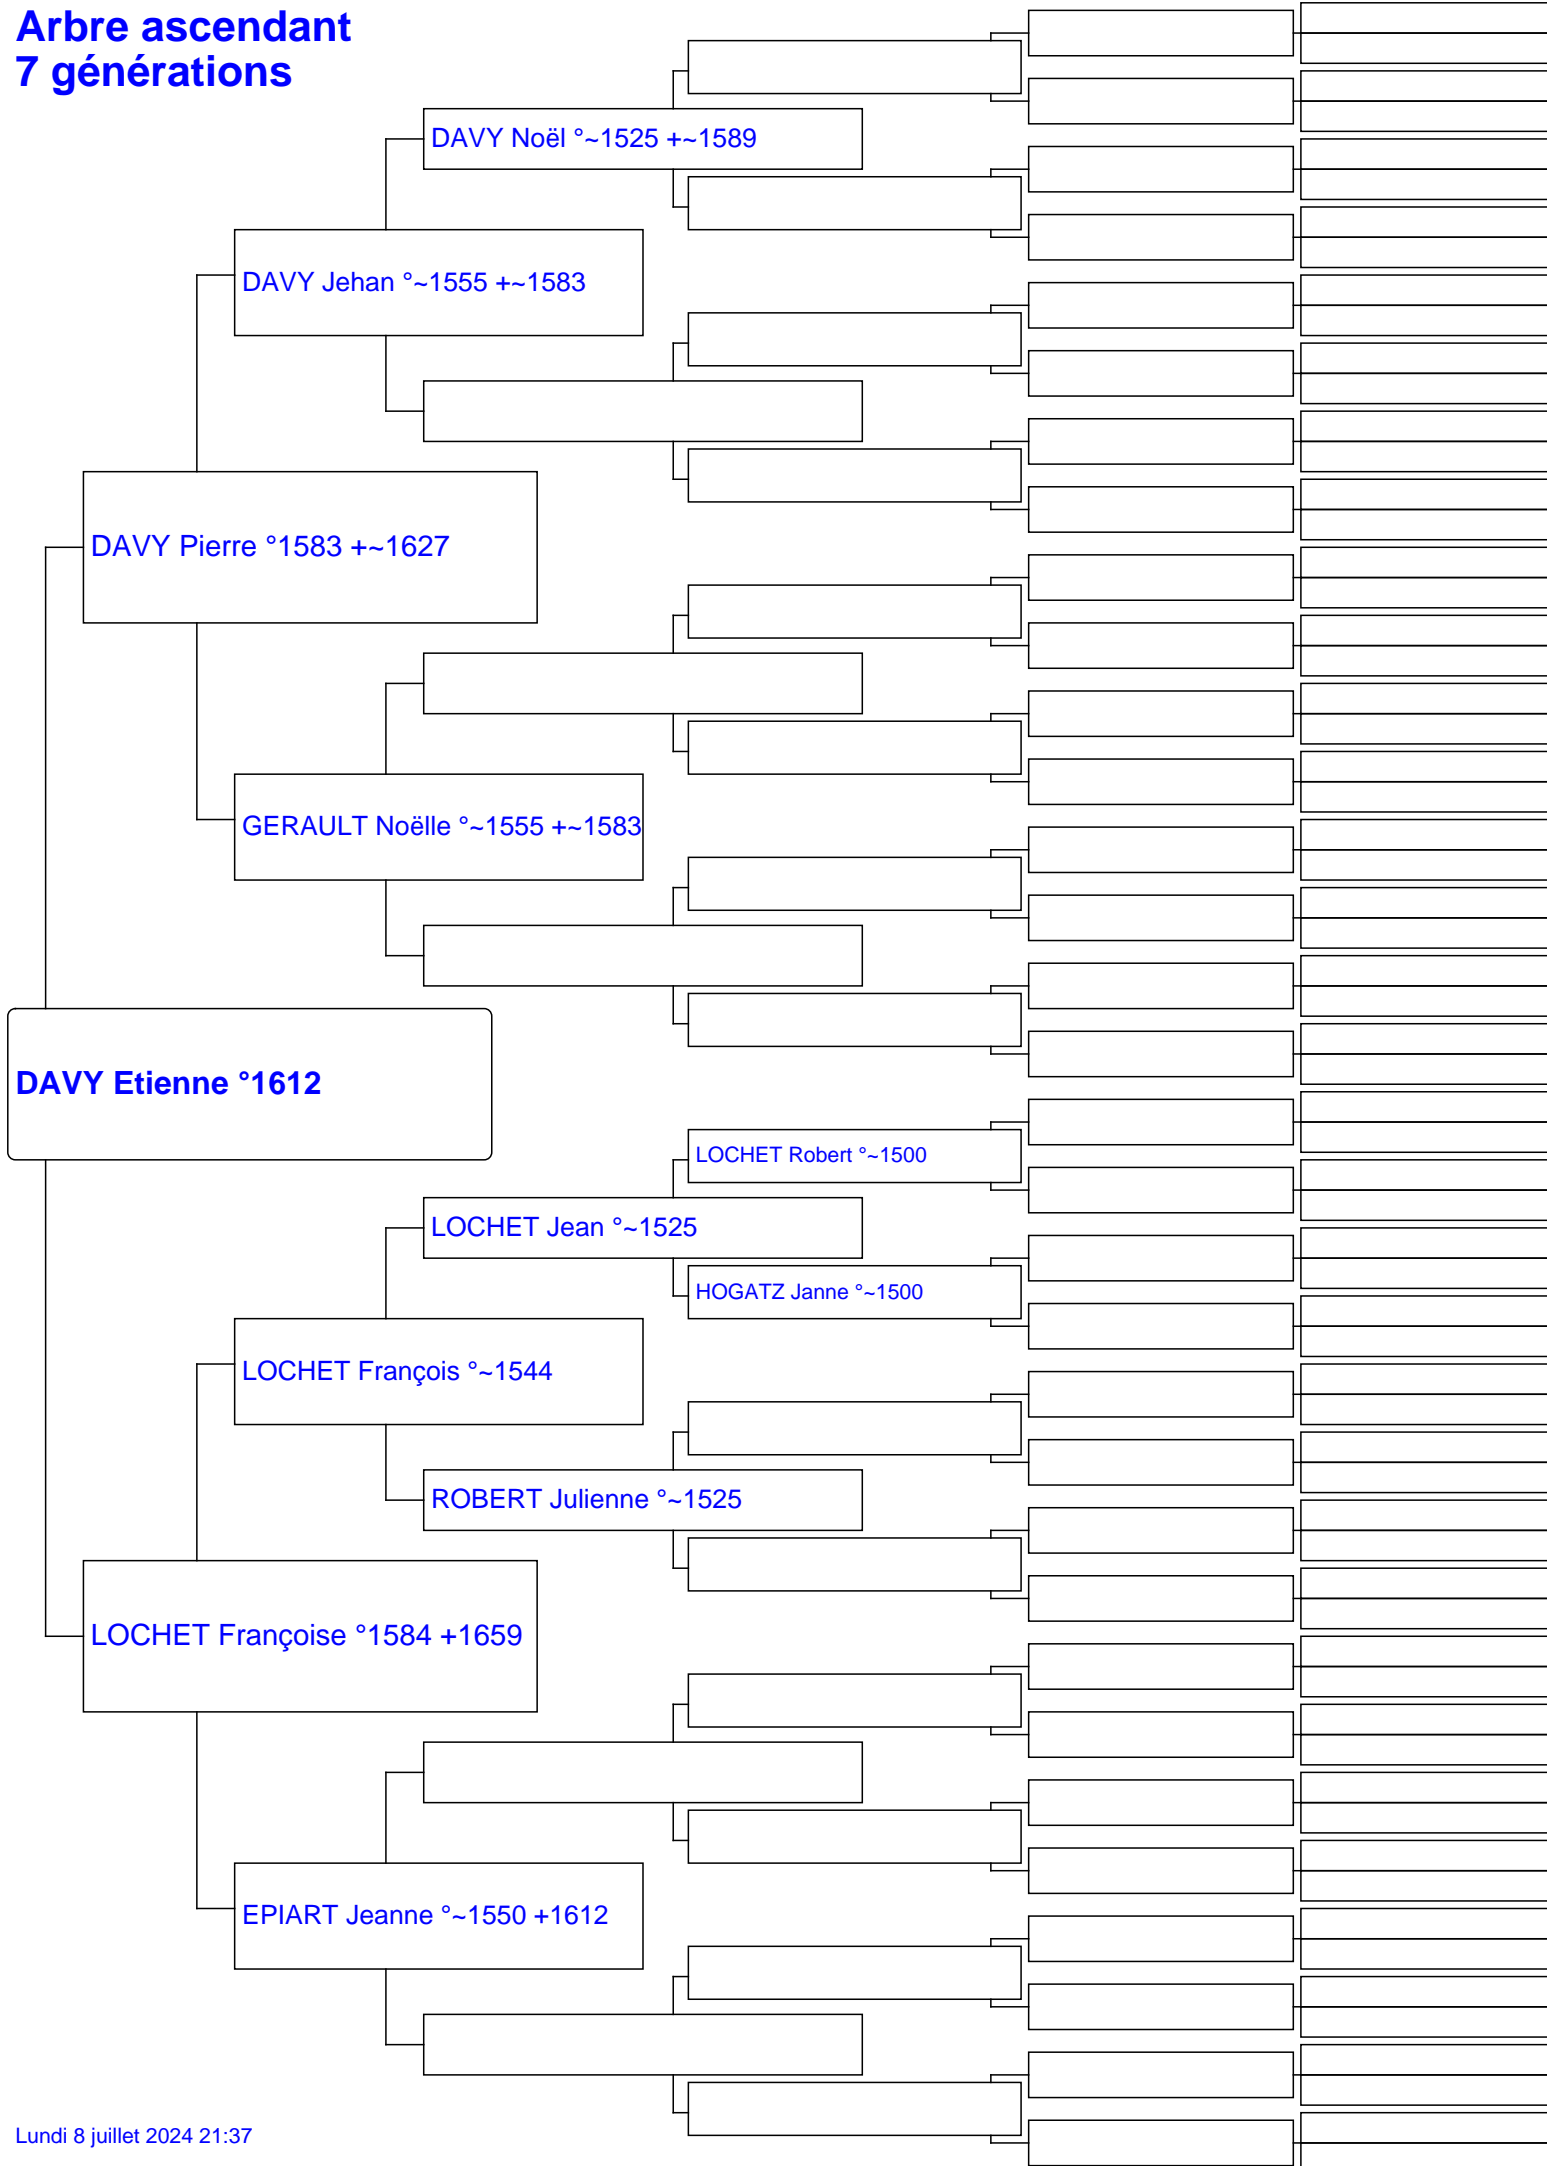 Arbre ascendant
7 générations
DAVY Noël °~1525 +~1589
DAVY Jehan °~1555 +~1583
DAVY Pierre °1583 +~1627
GERAULT Noëlle °~1555 +~1583
DAVY Etienne °1612
LOCHET Robert °~1500
LOCHET Jean °~1525
HOGATZ Janne °~1500
LOCHET François °~1544
ROBERT Julienne °~1525
LOCHET Françoise °1584 +1659
EPIART Jeanne °~1550 +1612
Lundi 8 juillet 2024 21:37